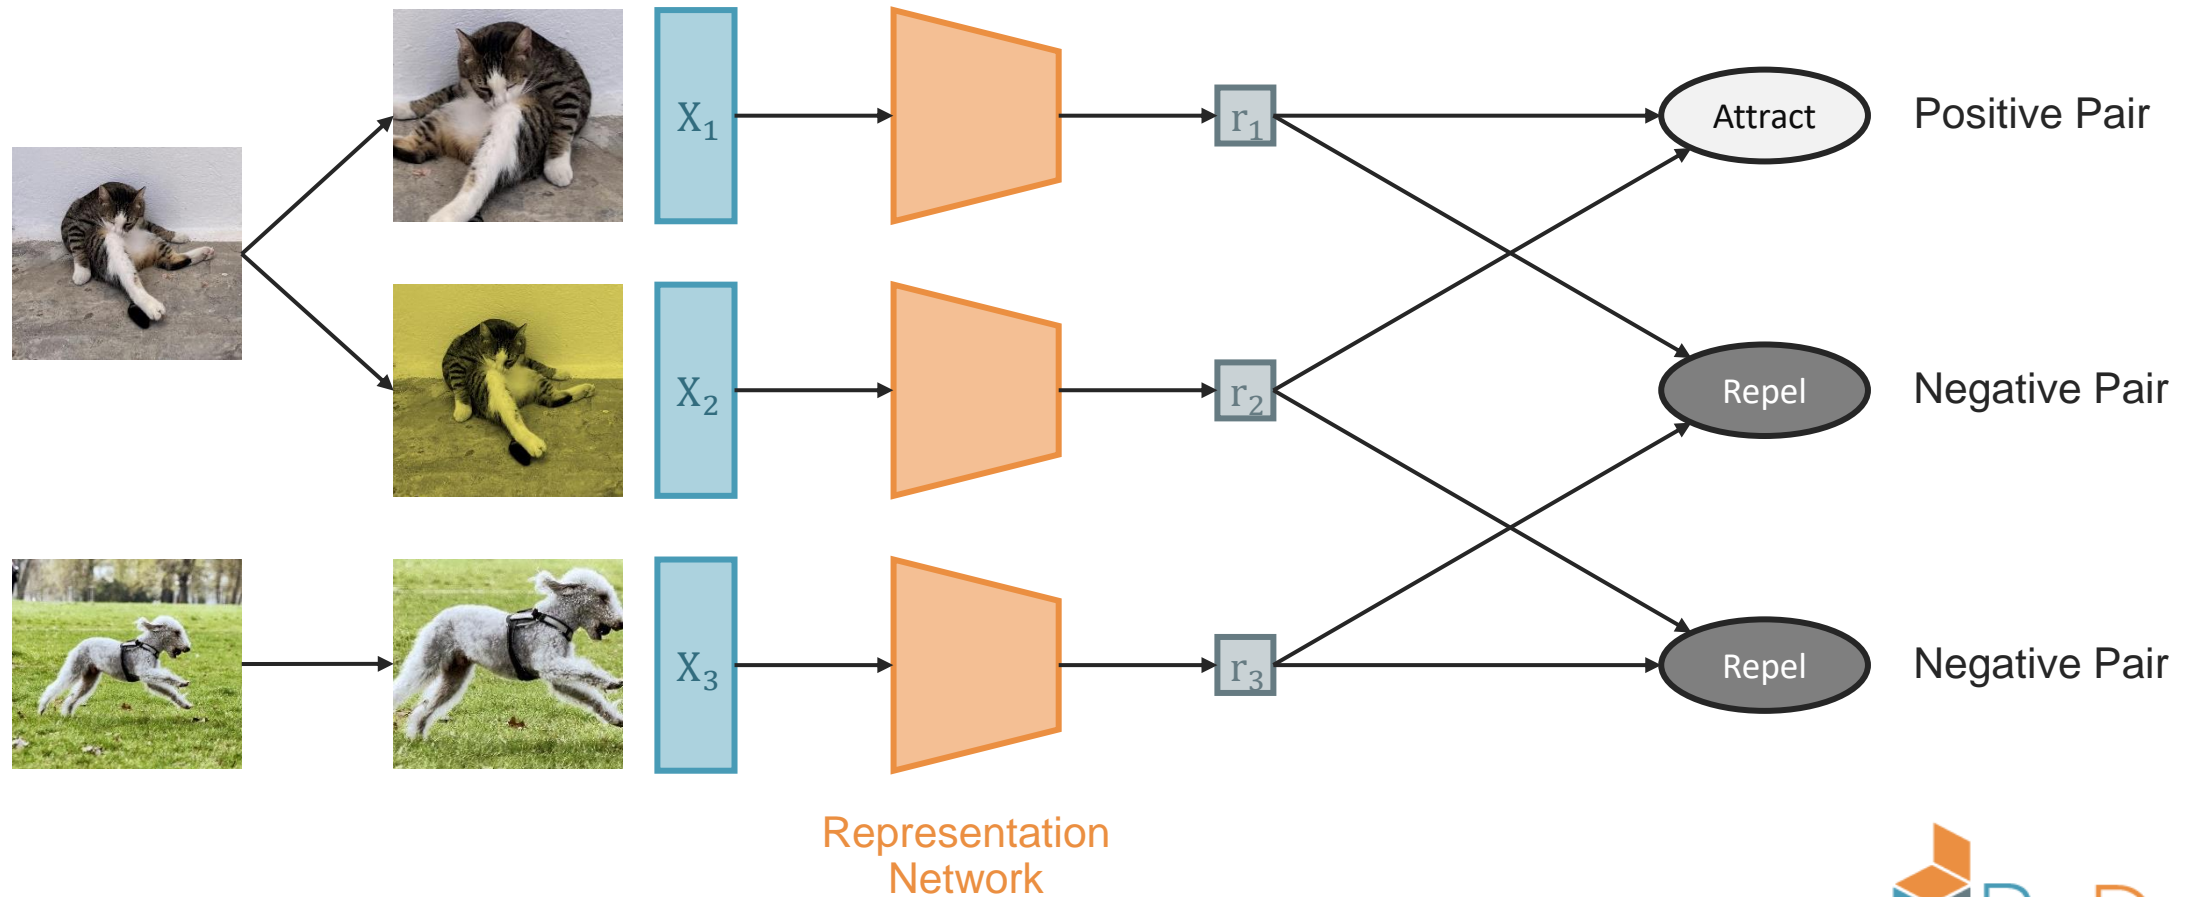 X₁ r₁ Attract Positive Pair
X₂ r₂ Repel Negative Pair
X₃ r₃ Repel Negative Pair
Representation
Network